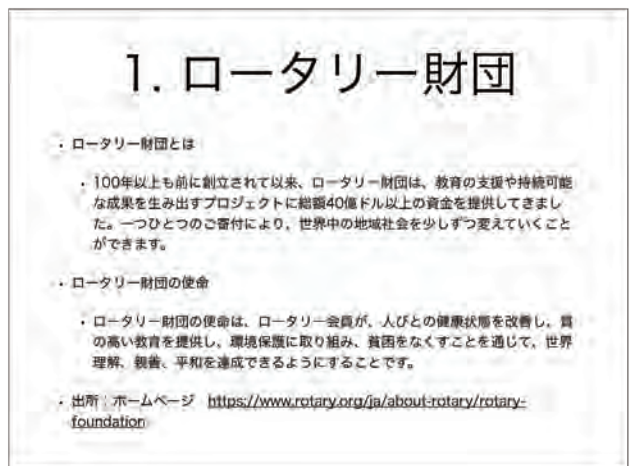 1. ロータリー財団
・ロータリー財団とは
・100年以上も前に創立されて以来、ロータリー財団は、教育の支援や持続可能
な成果を生み出すプロジェクトに総額40億ドル以上の資金を提供してきまし
た。一つひとつのご寄付により、世界中の地域社会を少しずつ変えていくこと
ができます。
・ロータリー財団の使命
・ロータリー財団の使命は、ロータリー会員が、人びとの健康状態を改善し、質
の高い教育を提供し、環境保護に取り組み、貧困をなくすことを通じて、世界
理解、親善、平和を達成できるようにすることです。
・出所：ホームページ　https://www.rotary.org/ja/about-rotary/rotary-
foundation